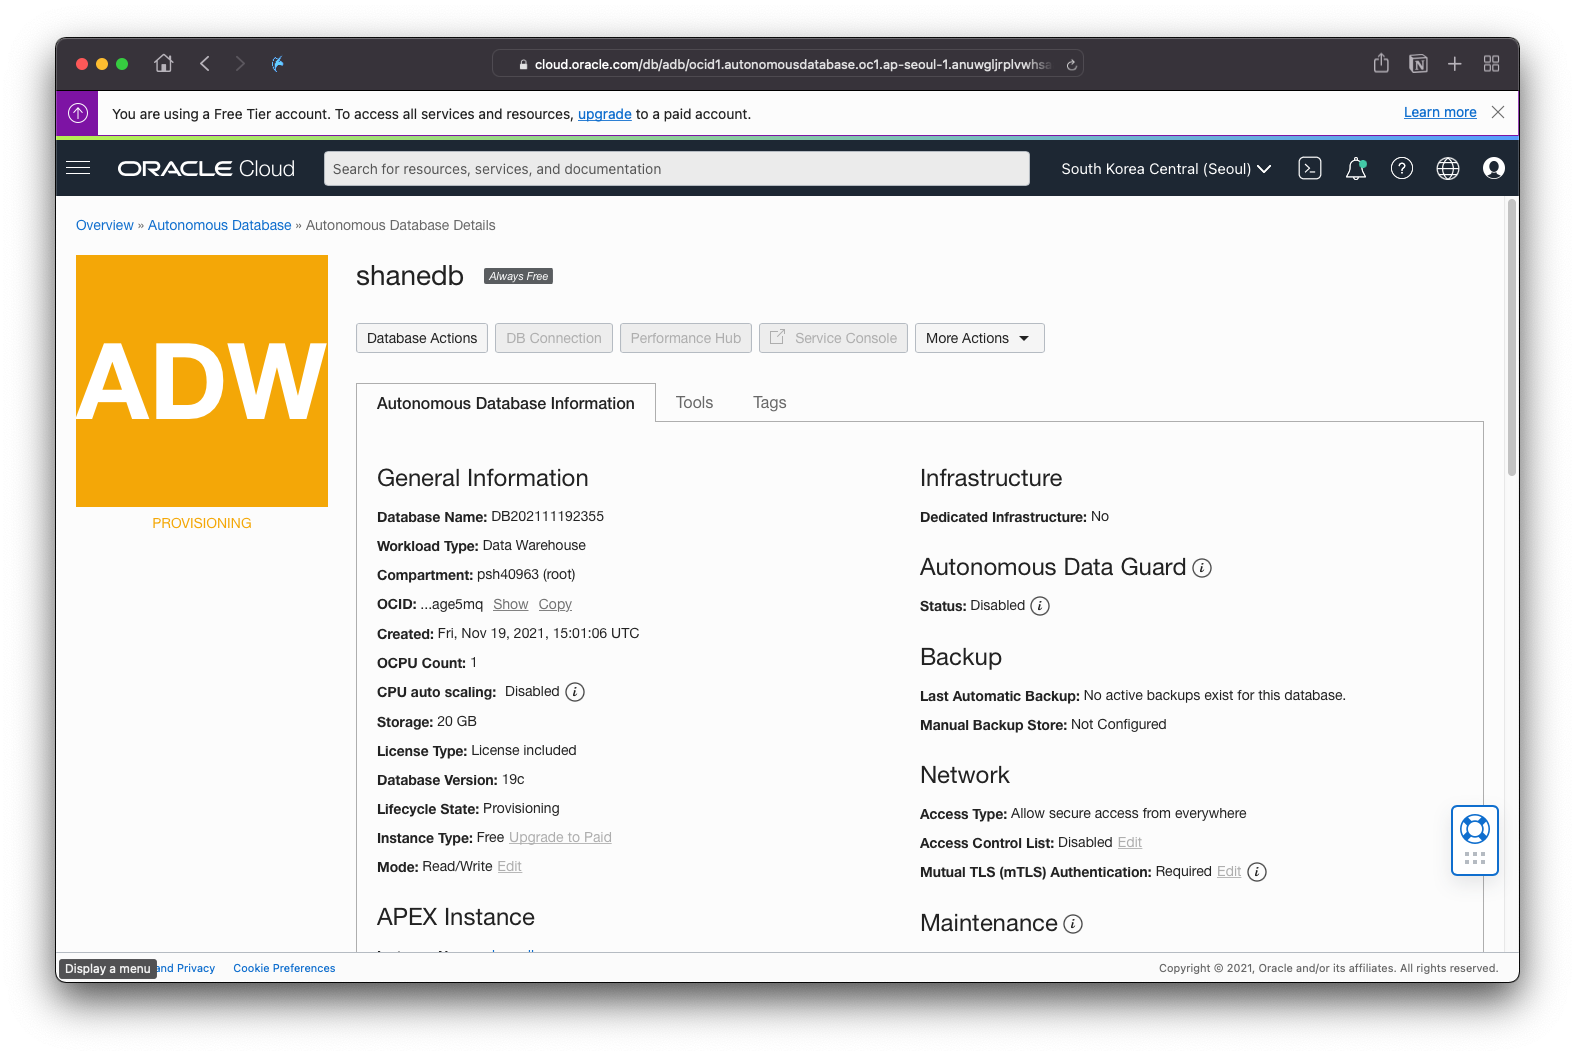 cloud.oracle.com/db/adb/ocid1.autonomousdatabase.oc1.ap-seoul-1.anuwgljrplvwhsa
You are using a Free Tier account. To access all services and resources, upgrade to a paid account.
Learn more
ORACLE Cloud
Search for resources, services, and documentation
South Korea Central (Seoul)
Overview » Autonomous Database » Autonomous Database Details
ADW
PROVISIONING
shanedb
Always Free
Database Actions
DB Connection
Performance Hub
Service Console
More Actions
Autonomous Database Information
Tools
Tags
General Information
Database Name: DB202111192355
Workload Type: Data Warehouse
Compartment: psh40963 (root)
OCID: ...age5mq Show Copy
Created: Fri, Nov 19, 2021, 15:01:06 UTC
OCPU Count: 1
CPU auto scaling: Disabled
Storage: 20 GB
License Type: License included
Database Version: 19c
Lifecycle State: Provisioning
Instance Type: Free Upgrade to Paid
Mode: Read/Write Edit
APEX Instance
Infrastructure
Dedicated Infrastructure: No
Autonomous Data Guard
Status: Disabled
Backup
Last Automatic Backup: No active backups exist for this database.
Manual Backup Store: Not Configured
Network
Access Type: Allow secure access from everywhere
Access Control List: Disabled Edit
Mutual TLS (mTLS) Authentication: Required Edit
Maintenance
Display a menu
and Privacy
Cookie Preferences
Copyright © 2021, Oracle and/or its affiliates. All rights reserved.